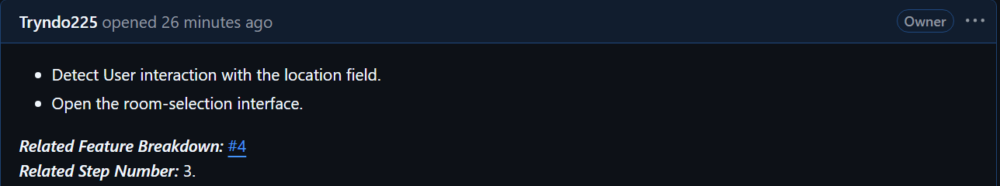 Tryndo225 opened 26 minutes ago Owner ...
Detect User interaction with the location field.
Open the room-selection interface.
Related Feature Breakdown: #4
Related Step Number: 3.